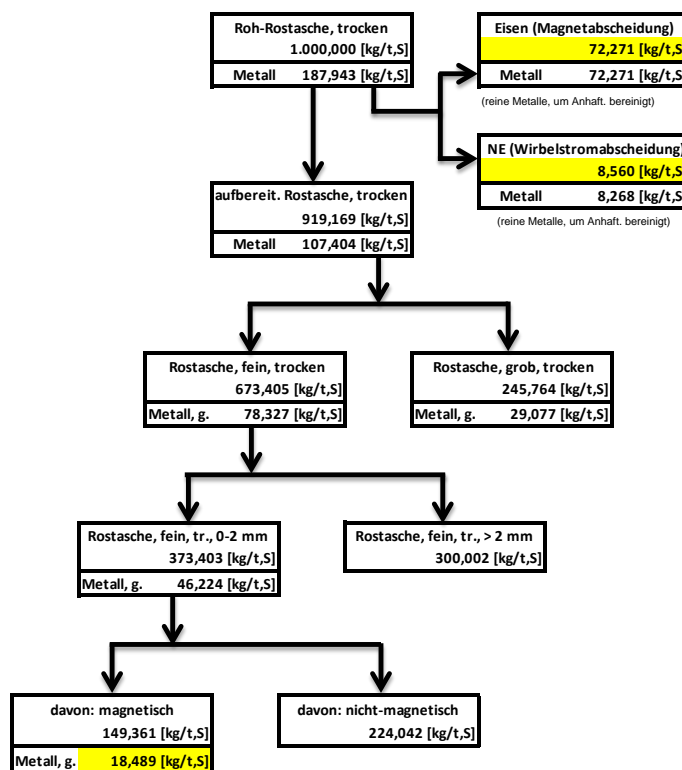 Roh-Rostasche, trocken
1.000,000 [kg/t,S]
Metall 187,943 [kg/t,S]
Eisen (Magnetabscheidung)
72,271 [kg/t,S]
Metall 72,271 [kg/t,S]
(reine Metalle, um Anhaft. bereinigt)
NE (Wirbelstromabscheidung)
8,560 [kg/t,S]
Metall 8,268 [kg/t,S]
(reine Metalle, um Anhaft. bereinigt)
aufbereit. Rostasche, trocken
919,169 [kg/t,S]
Metall 107,404 [kg/t,S]
Rostasche, fein, trocken
673,405 [kg/t,S]
Metall, g. 78,327 [kg/t,S]
Rostasche, grob, trocken
245,764 [kg/t,S]
Metall, g. 29,077 [kg/t,S]
Rostasche, fein, tr., 0-2 mm
373,403 [kg/t,S]
Metall, g. 46,224 [kg/t,S]
Rostasche, fein, tr., > 2 mm
300,002 [kg/t,S]
davon: magnetisch
149,361 [kg/t,S]
Metall, g. 18,489 [kg/t,S]
davon: nicht-magnetisch
224,042 [kg/t,S]